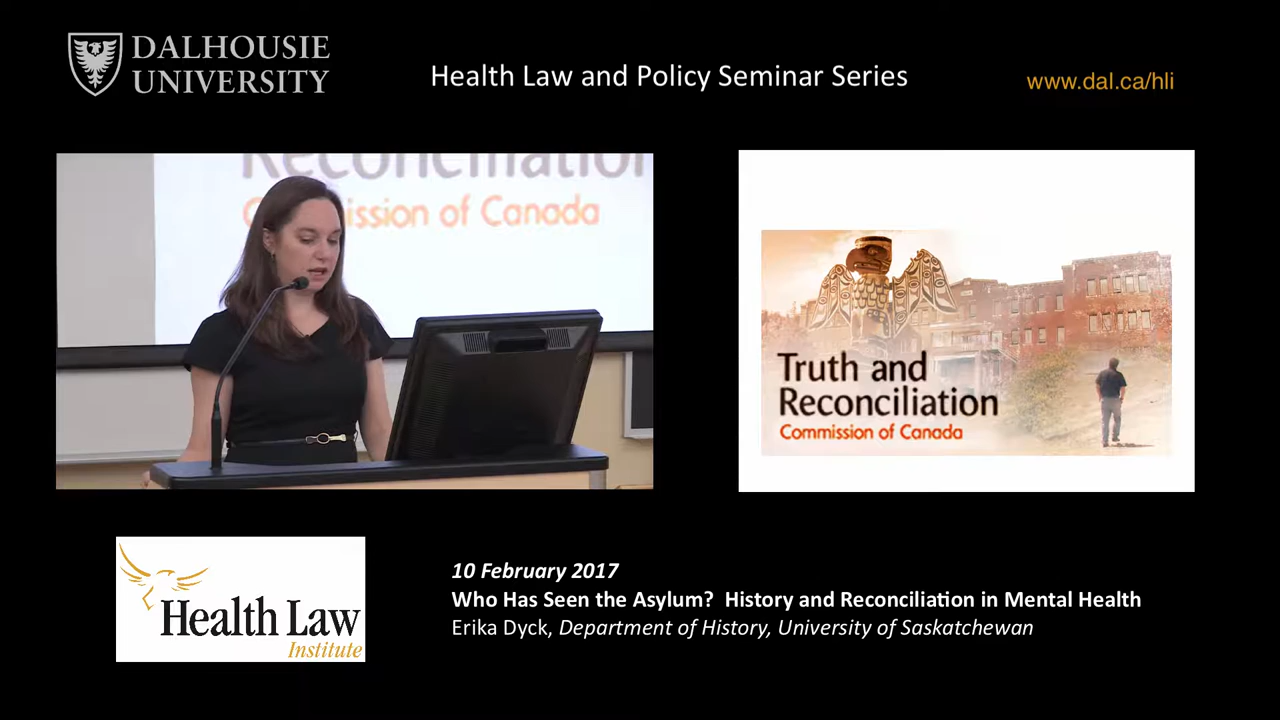 DALHOUSIE
UNIVERSITY
Health Law and Policy Seminar Series
www.dal.ca/hli
Reconciliation
Commission of Canada
Truth and
Reconciliation
Commission of Canada
Health Law
Institute
10 February 2017
Who Has Seen the Asylum? History and Reconciliation in Mental Health
Erika Dyck, Department of History, University of Saskatchewan